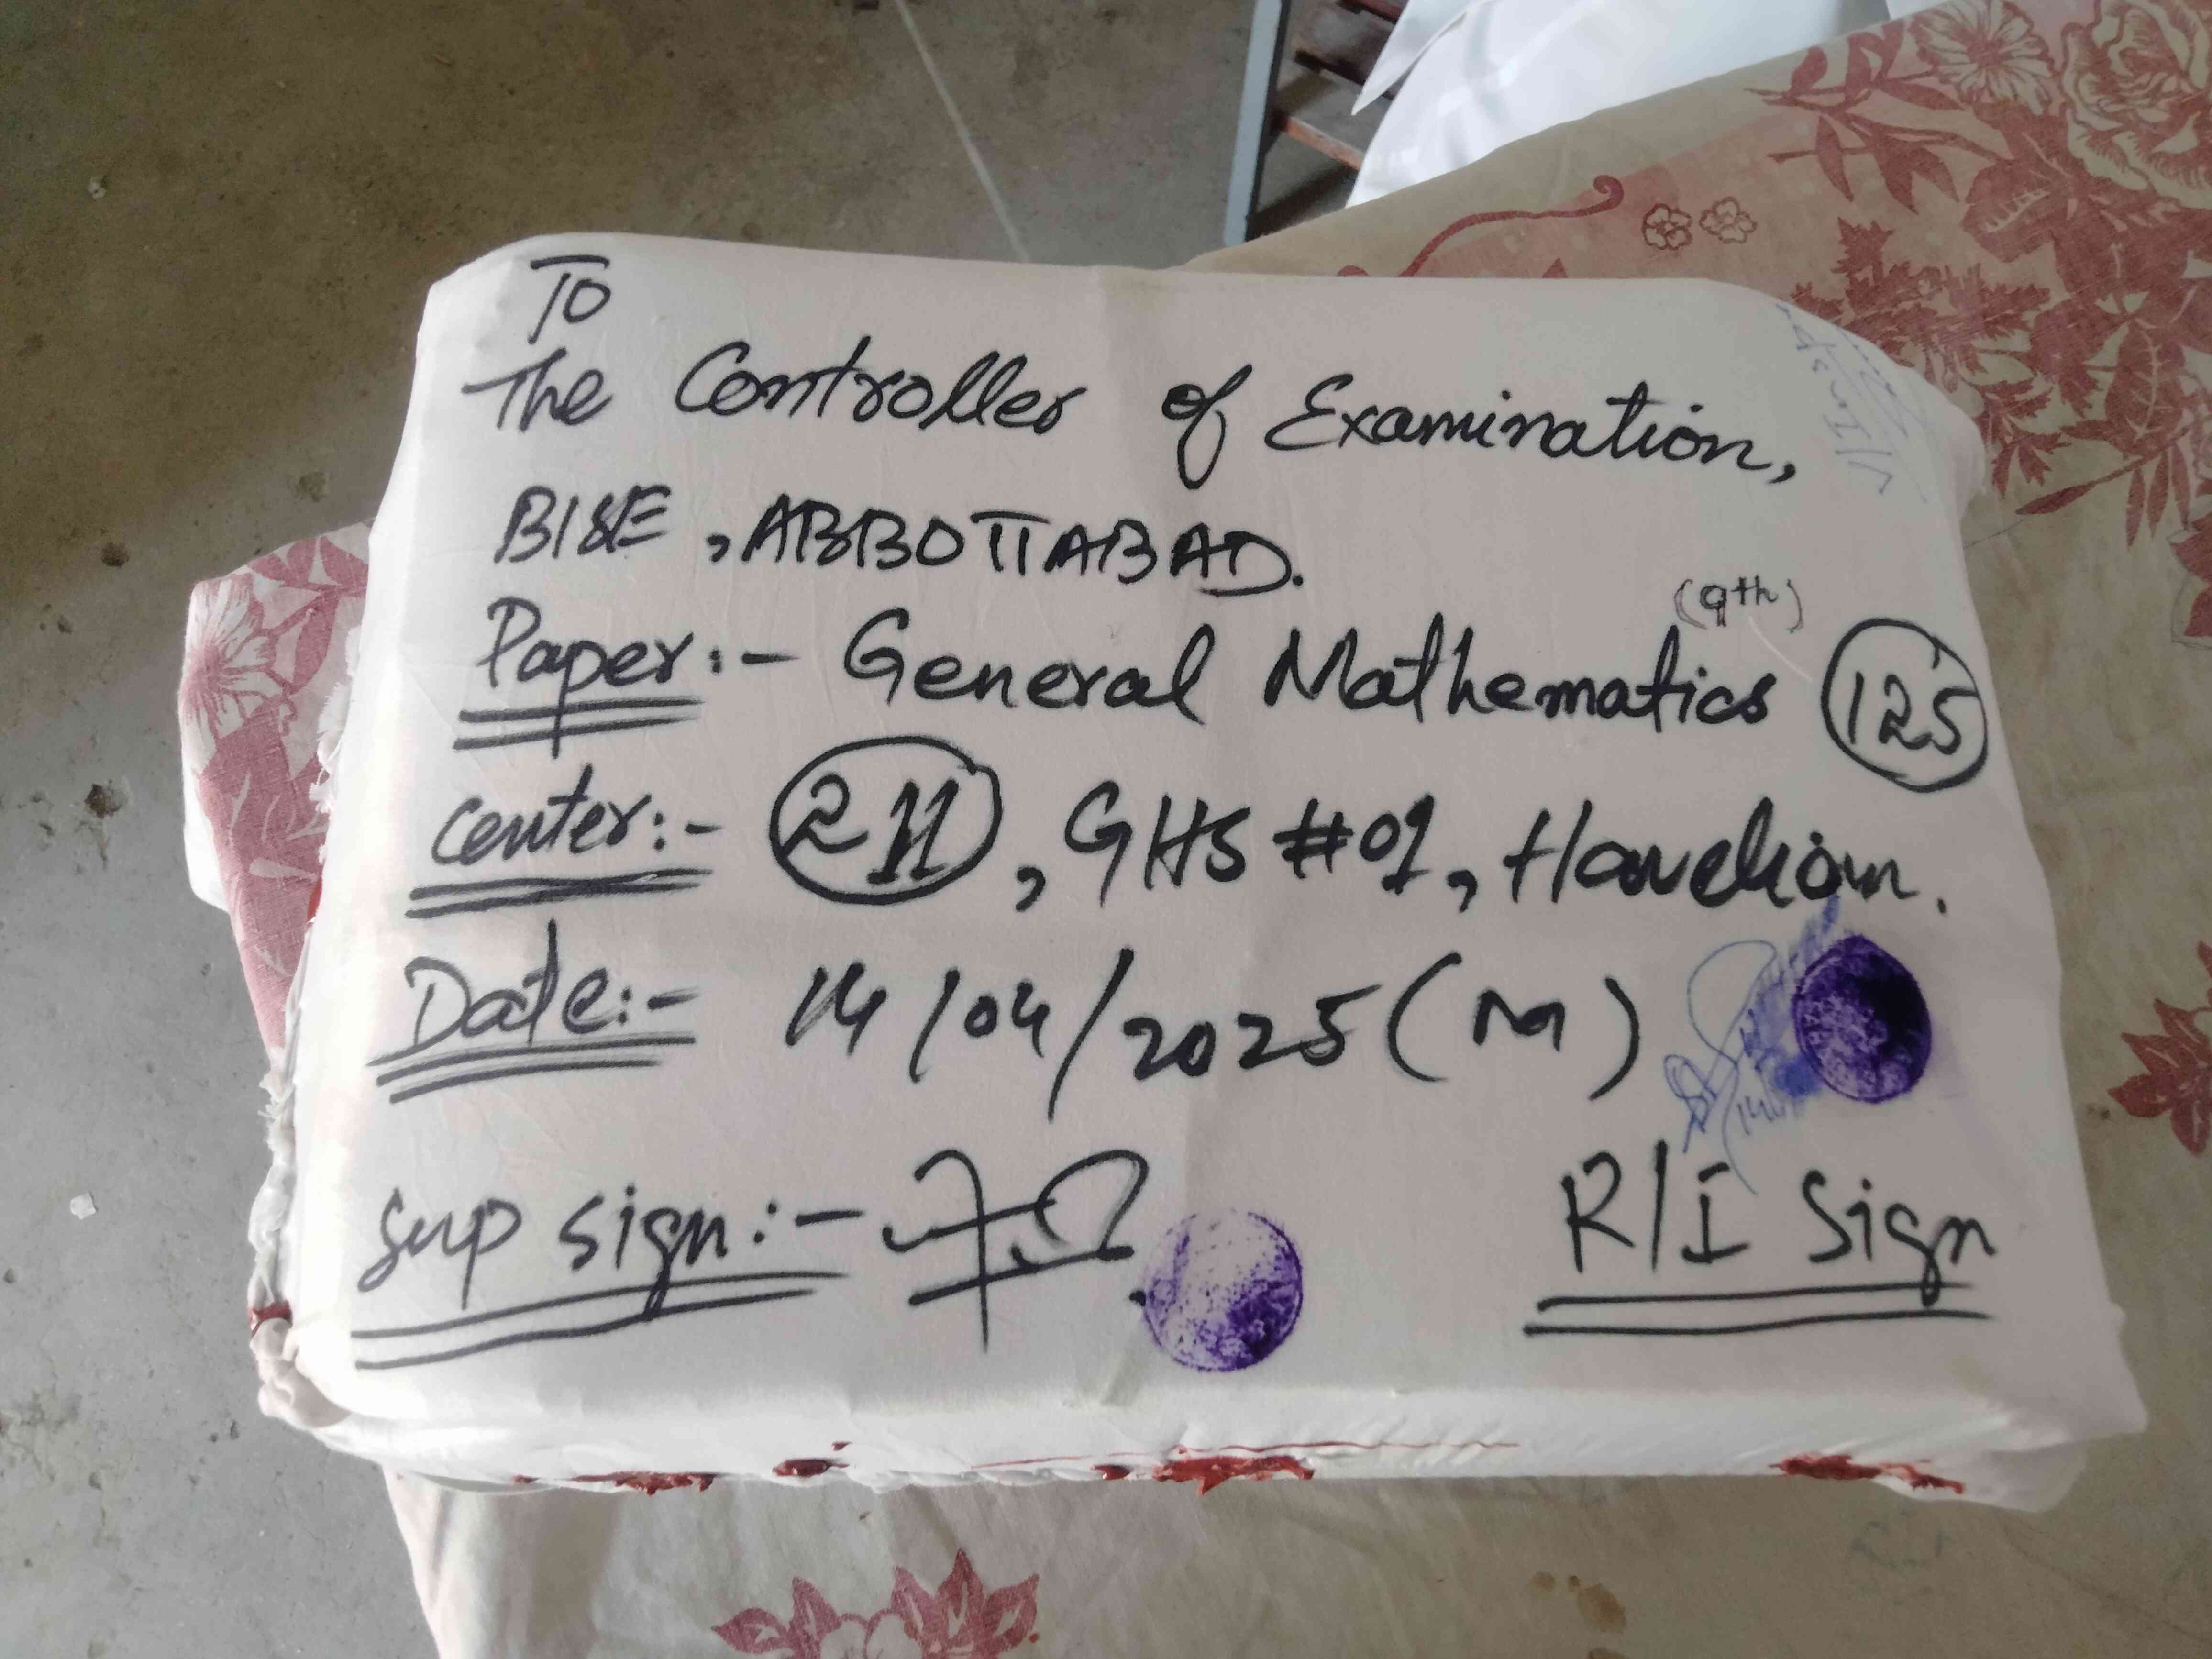 To
The Controller of Examination,
BISE, ABBOTTABAD.
(9th)
Paper:- General Mathematics 125
Center:- 211, GHS #01, Havelian.
Date:- 14/04/2025 (M)
Sup sign:-
R/I Sign